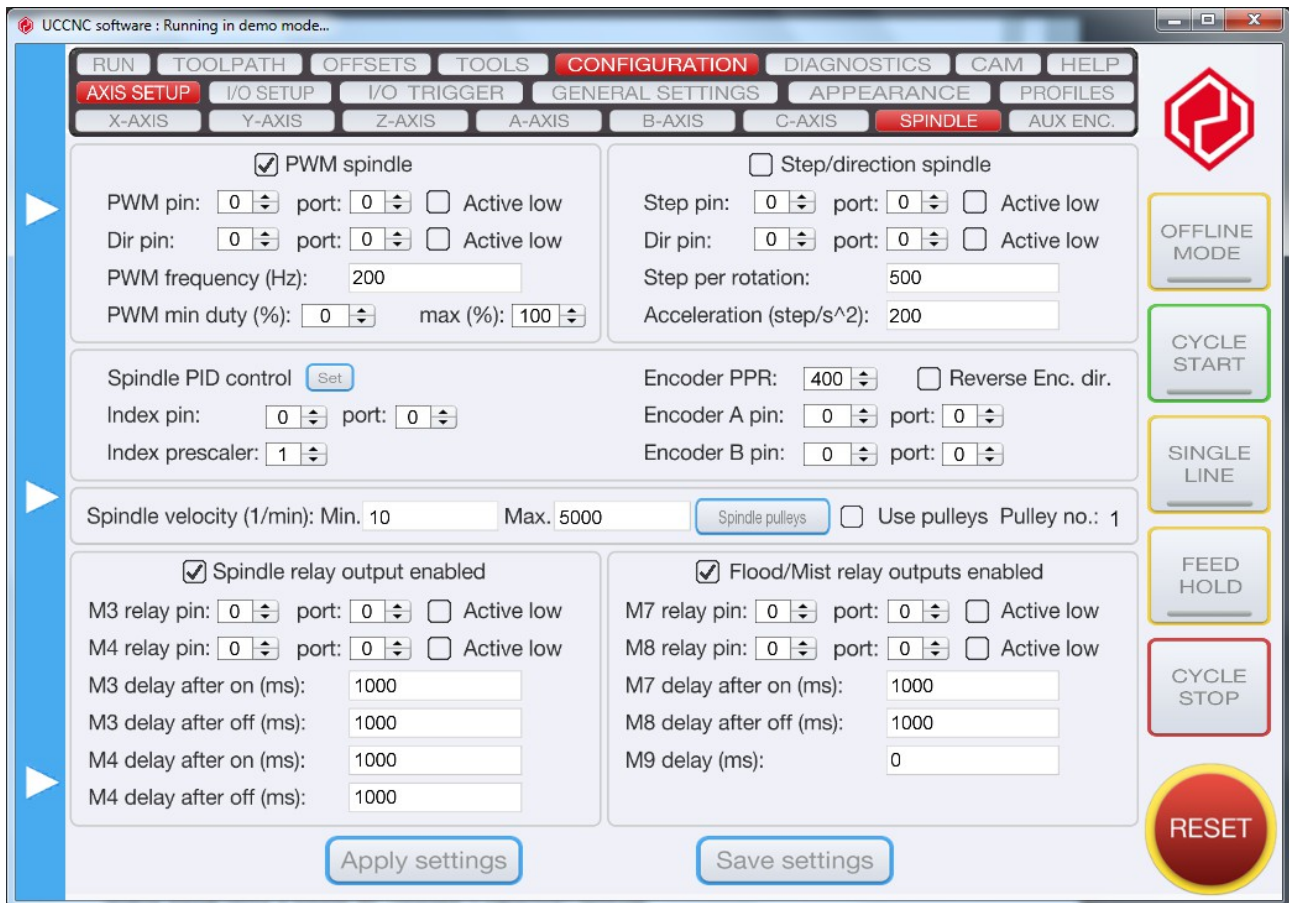 UCCNC software : Running in demo mode...
RUN TOOLPATH OFFSETS TOOLS CONFIGURATION DIAGNOSTICS CAM HELP
AXIS SETUP I/O SETUP I/O TRIGGER GENERAL SETTINGS APPEARANCE PROFILES
X-AXIS Y-AXIS Z-AXIS A-AXIS B-AXIS C-AXIS SPINDLE AUX ENC.
PWM spindle
PWM pin: 0 port: 0 Active low
Dir pin: 0 port: 0 Active low
PWM frequency (Hz): 200
PWM min duty (%): 0 max (%): 100
Step/direction spindle
Step pin: 0 port: 0 Active low
Dir pin: 0 port: 0 Active low
Step per rotation: 500
Acceleration (step/s^2): 200
Spindle PID control Set
Index pin: 0 port: 0
Index prescaler: 1
Encoder PPR: 400 Reverse Enc. dir.
Encoder A pin: 0 port: 0
Encoder B pin: 0 port: 0
Spindle velocity (1/min): Min. 10 Max. 5000 Spindle pulleys Use pulleys Pulley no.: 1
Spindle relay output enabled
M3 relay pin: 0 port: 0 Active low
M4 relay pin: 0 port: 0 Active low
M3 delay after on (ms): 1000
M3 delay after off (ms): 1000
M4 delay after on (ms): 1000
M4 delay after off (ms): 1000
Flood/Mist relay outputs enabled
M7 relay pin: 0 port: 0 Active low
M8 relay pin: 0 port: 0 Active low
M7 delay after on (ms): 1000
M8 delay after off (ms): 1000
M9 delay (ms): 0
Apply settings Save settings
OFFLINE
MODE
CYCLE
START
SINGLE
LINE
FEED
HOLD
CYCLE
STOP
RESET